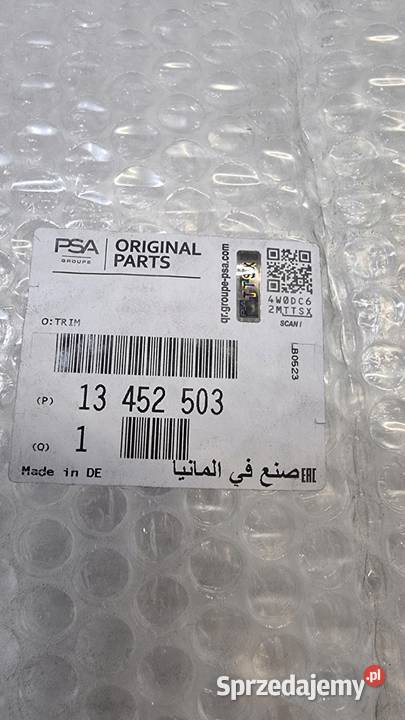 PSA
GROUPE
ORIGINAL
PARTS
qr.groupe-psa.com
4W0DC6
2MTTSX
SCAN!
O:TRIM
LB0523
(P) 13 452 503
(Q) 1
Made in DE
صنع في المانيا
EAC
Sprzedajemy.pl